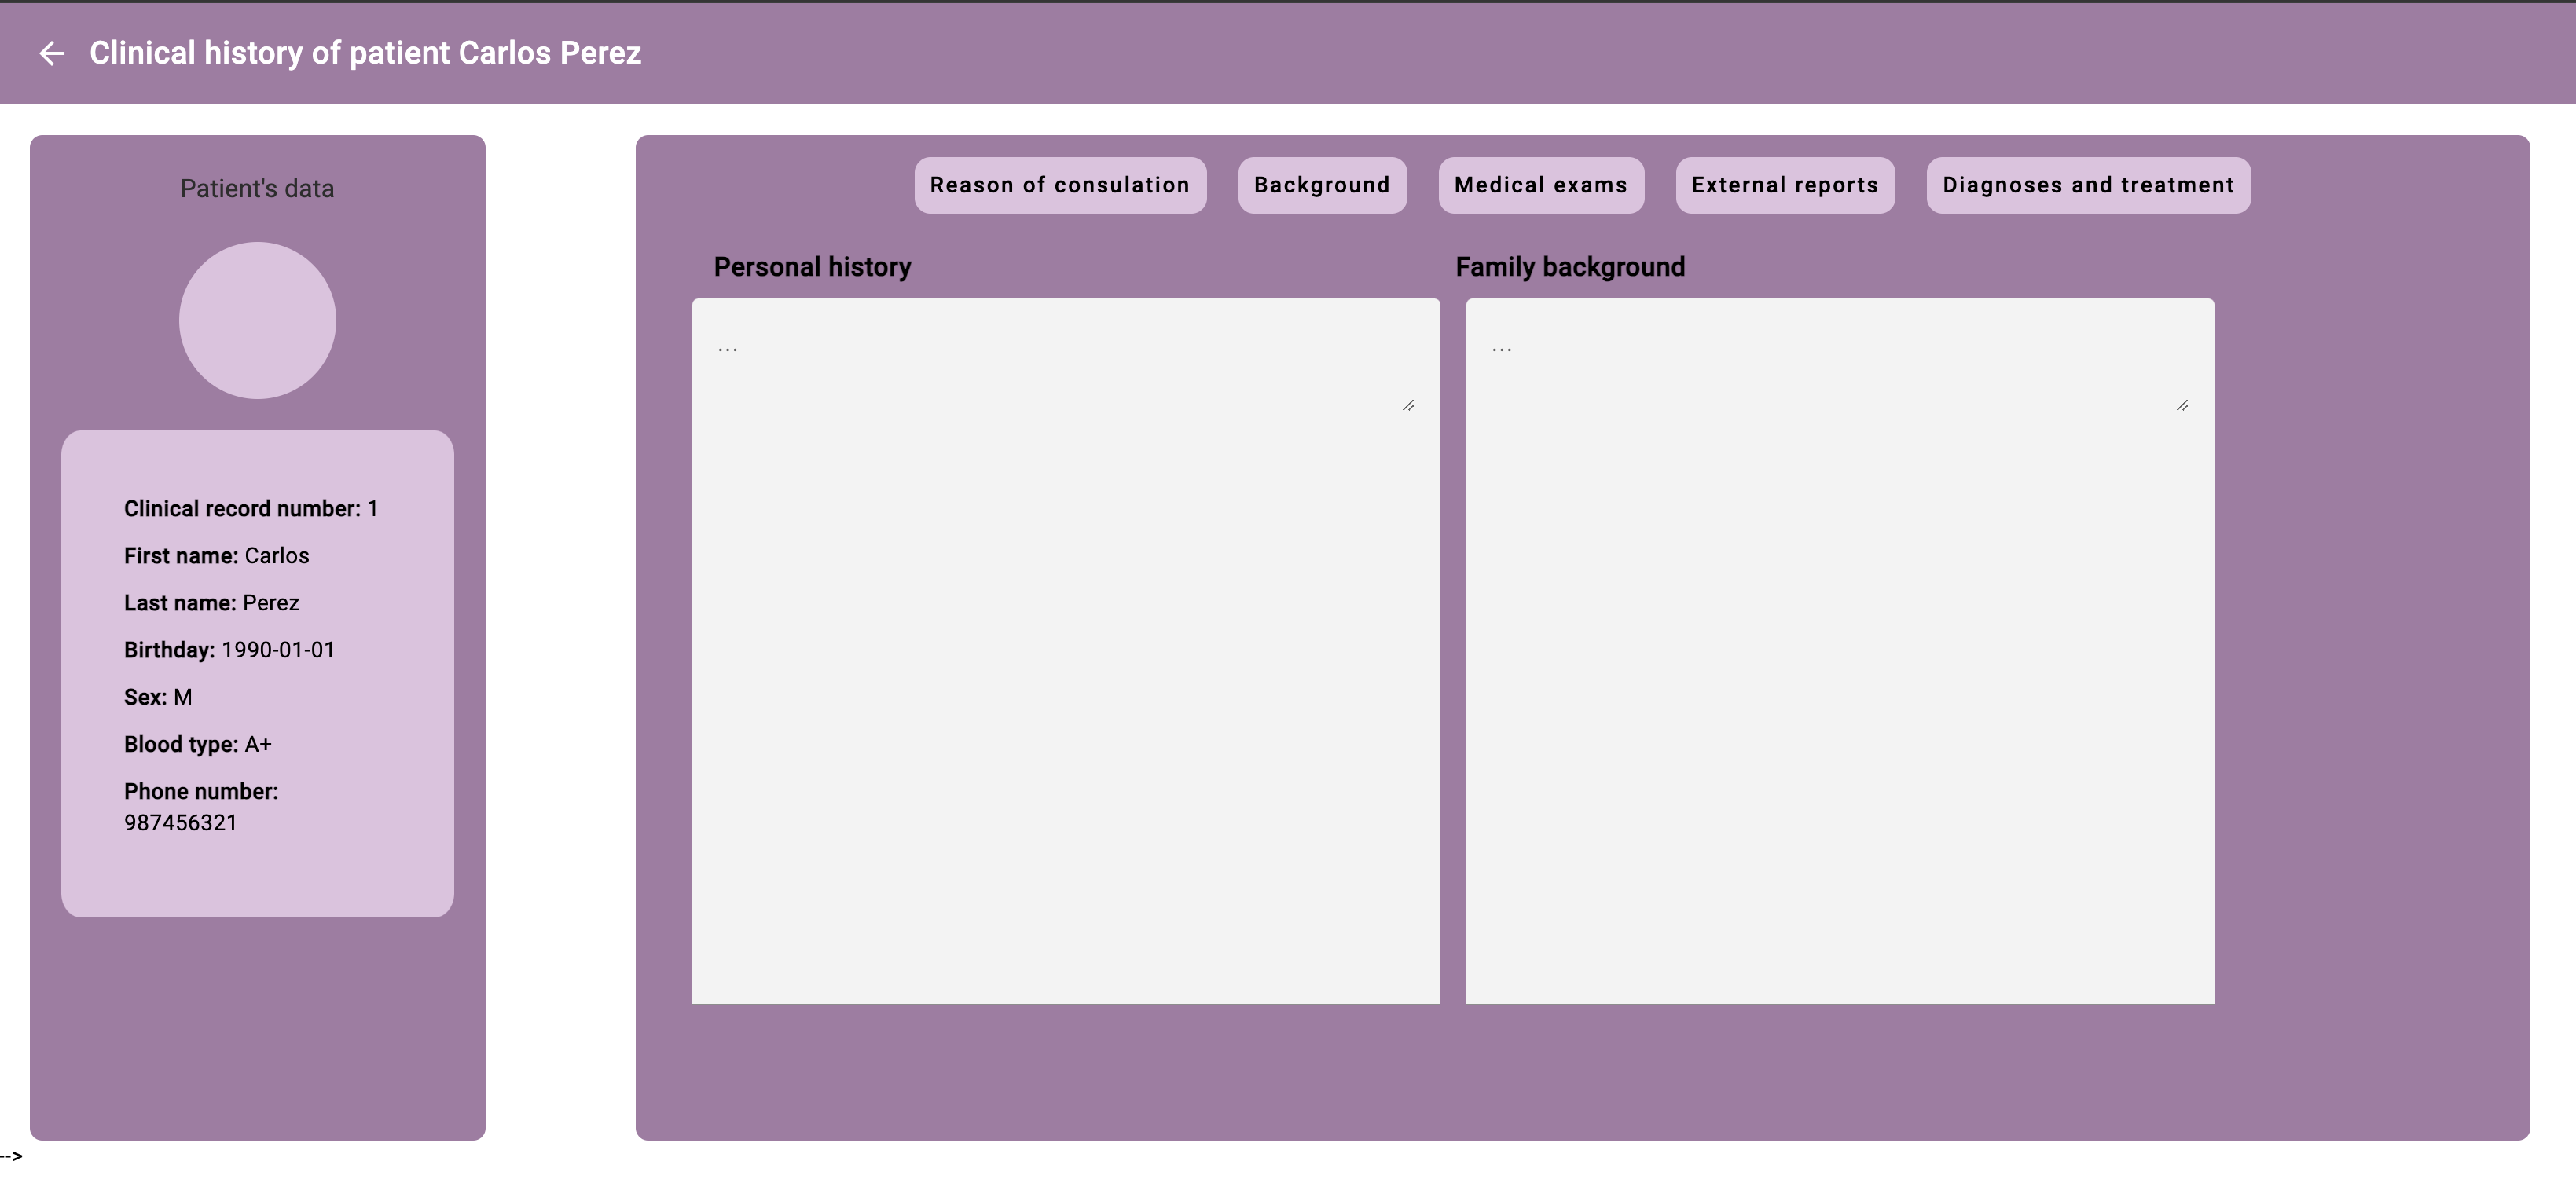 Clinical history of patient Carlos Perez
Patient's data
Clinical record number: 1
First name: Carlos
Last name: Perez
Birthday: 1990-01-01
Sex: M
Blood type: A+
Phone number:
987456321
Reason of consulation
Background
Medical exams
External reports
Diagnoses and treatment
Personal history
Family background
...
...
-->